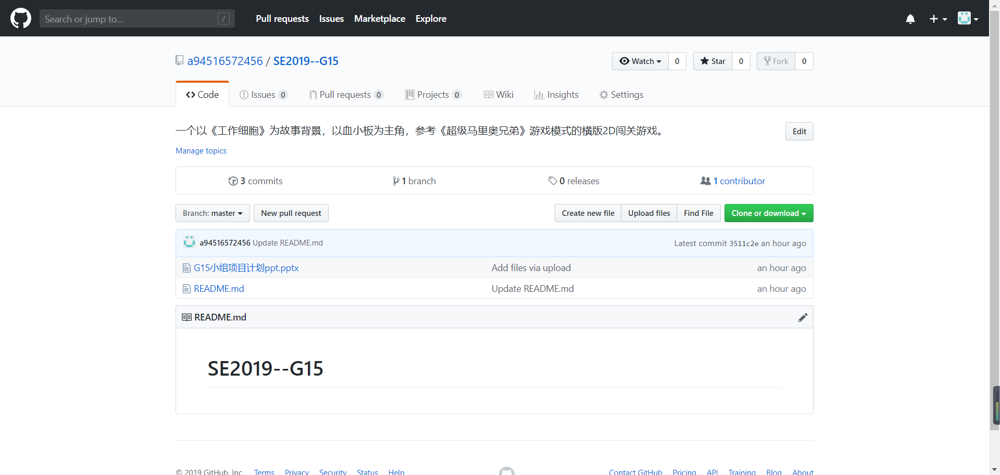 Search or jump to... / Pull requests Issues Marketplace Explore
a94516572456 / SE2019--G15 Watch 0 Star 0 Fork 0
Code Issues 0 Pull requests 0 Projects 0 Wiki Insights Settings
一个以《工作细胞》为故事背景，以血小板为主角，参考《超级马里奥兄弟》游戏模式的横版2D闯关游戏。 Edit
Manage topics
3 commits 1 branch 0 releases 1 contributor
Branch: master New pull request Create new file Upload files Find File Clone or download
a94516572456 Update README.md Latest commit 3511c2e an hour ago
G15小组项目计划ppt.pptx Add files via upload an hour ago
README.md Update README.md an hour ago
README.md
SE2019--G15
© 2019 GitHub, Inc. Terms Privacy Security Status Help Contact GitHub Pricing API Training Blog About